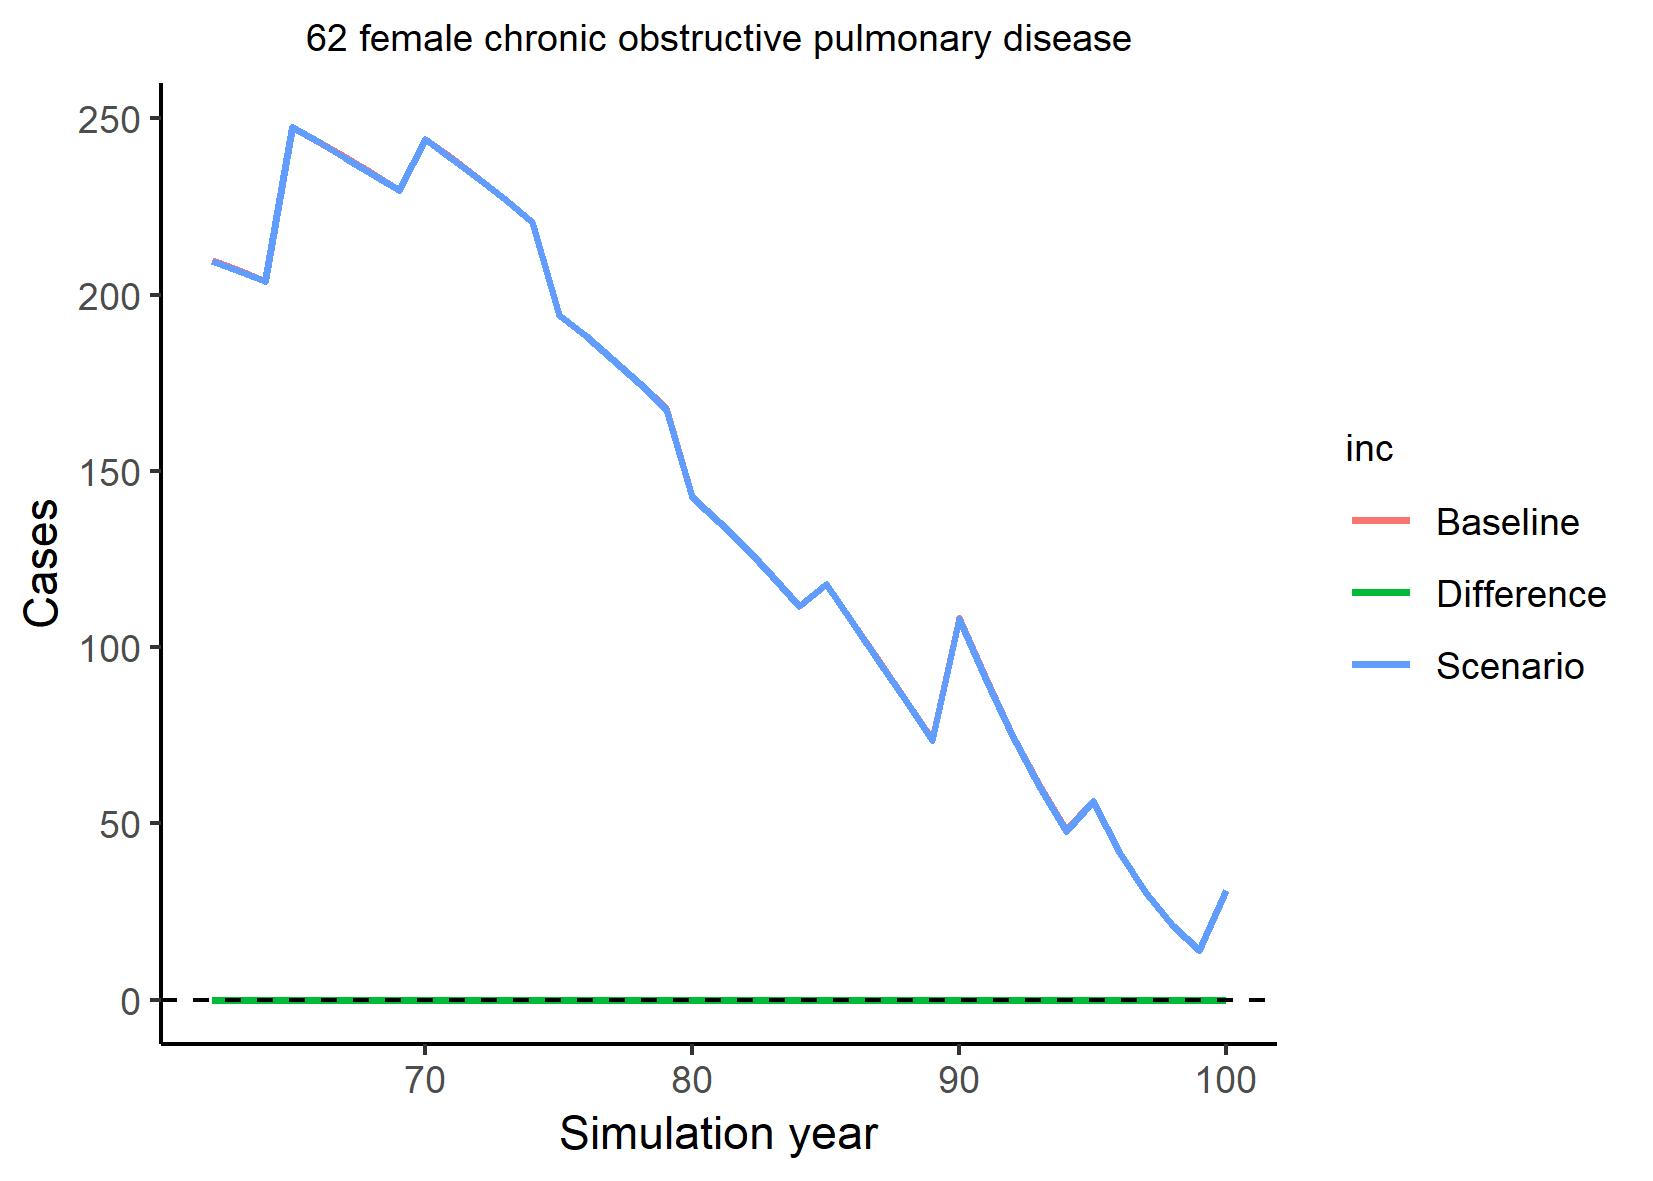 62 female chronic obstructive pulmonary disease
250
200
150
100
50
0
Cases
70 80 90 100
Simulation year
inc
Baseline
Difference
Scenario